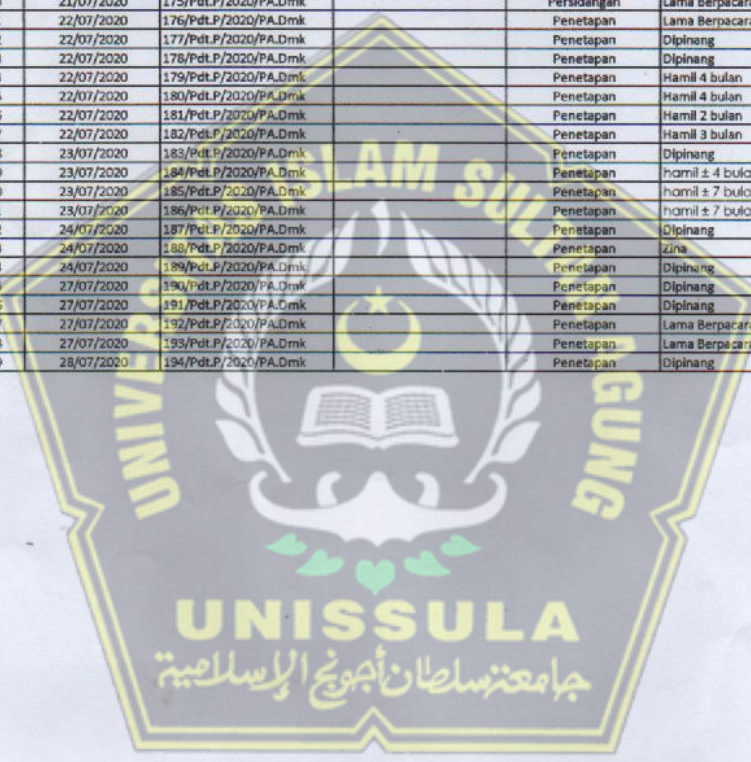 21/07/2020 175/Pdt.P/2020/PA.Dmk Persidangan Lama Berpacara
22/07/2020 176/Pdt.P/2020/PA.Dmk Penetapan Lama Berpacara
22/07/2020 177/Pdt.P/2020/PA.Dmk Penetapan Dipinang
22/07/2020 178/Pdt.P/2020/PA.Dmk Penetapan Dipinang
22/07/2020 179/Pdt.P/2020/PA.Dmk Penetapan Hamil 4 bulan
22/07/2020 180/Pdt.P/2020/PA.Dmk Penetapan Hamil 4 bulan
22/07/2020 181/Pdt.P/2020/PA.Dmk Penetapan Hamil 2 bulan
22/07/2020 182/Pdt.P/2020/PA.Dmk Penetapan Hamil 3 bulan
23/07/2020 183/Pdt.P/2020/PA.Dmk Penetapan Dipinang
23/07/2020 184/Pdt.P/2020/PA.Dmk Penetapan hamil ± 4 bula
23/07/2020 185/Pdt.P/2020/PA.Dmk Penetapan hamil ± 7 bula
23/07/2020 186/Pdt.P/2020/PA.Dmk Penetapan hamil ± 7 bula
24/07/2020 187/Pdt.P/2020/PA.Dmk Penetapan Dipinang
24/07/2020 188/Pdt.P/2020/PA.Dmk Penetapan Zina
24/07/2020 189/Pdt.P/2020/PA.Dmk Penetapan Dipinang
27/07/2020 190/Pdt.P/2020/PA.Dmk Penetapan Dipinang
27/07/2020 191/Pdt.P/2020/PA.Dmk Penetapan Dipinang
27/07/2020 192/Pdt.P/2020/PA.Dmk Penetapan Lama Berpacara
27/07/2020 193/Pdt.P/2020/PA.Dmk Penetapan Lama Berpacara
28/07/2020 194/Pdt.P/2020/PA.Dmk Penetapan Dipinang
UNIVERSITAS ISLAM SULTAN AGUNG
UNISSULA
جامعة سلطان أجونج الإسلامية